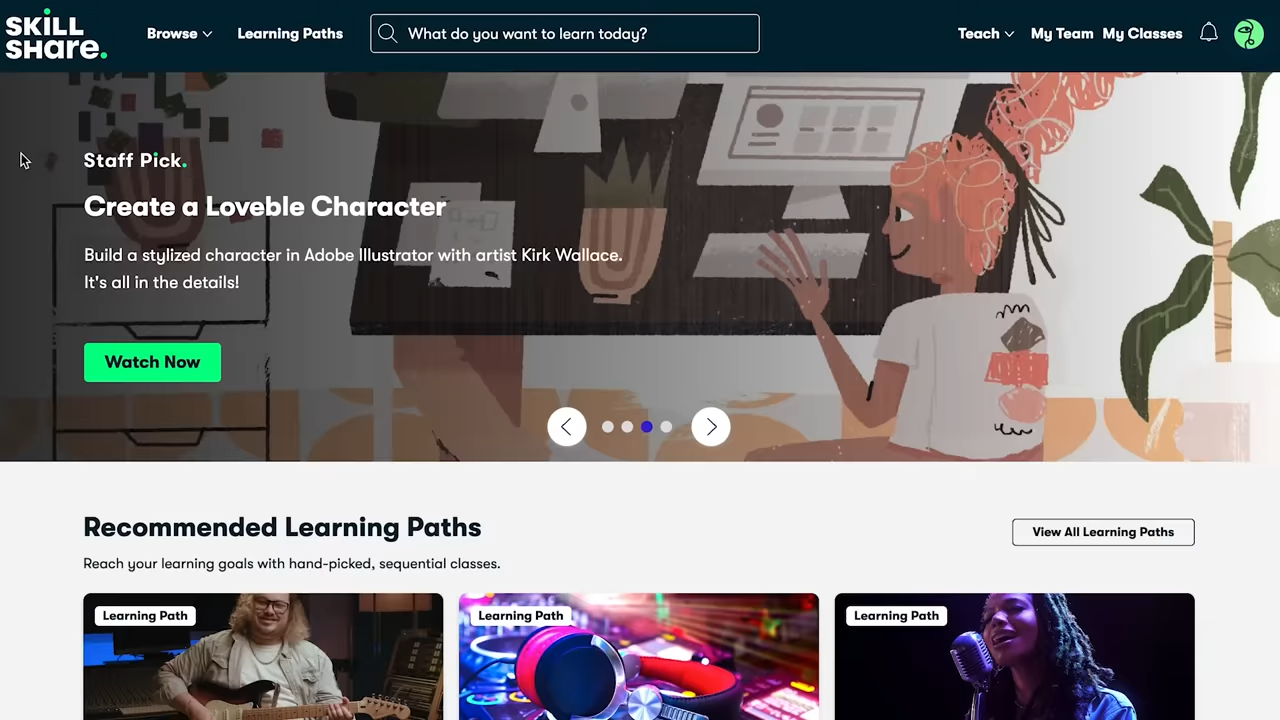 SKILL
SHARE.
Browse
Learning Paths
What do you want to learn today?
Teach
My Team
My Classes
Staff Pick.
Create a Loveble Character
Build a stylized character in Adobe Illustrator with artist Kirk Wallace.
It's all in the details!
Watch Now
Recommended Learning Paths
View All Learning Paths
Reach your learning goals with hand-picked, sequential classes.
Learning Path
Learning Path
Learning Path